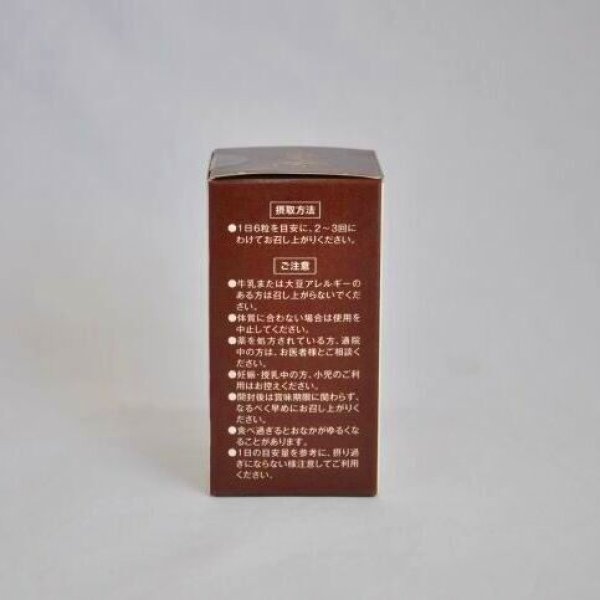 摂取方法
●1日6粒を目安に、2～3回に
わけてお召し上がりください。
ご注意
●牛乳または大豆アレルギーの
ある方は召し上がらないでくだ
さい。
●体質に合わない場合は使用を
中止してください。
●薬を処方されている方、通院
中の方は、お医者様とご相談く
ださい。
●妊娠・授乳中の方、小児のご利
用はお控えください。
●開封後は賞味期限に関わらず、
なるべく早めにお召し上がりく
ださい。
●食べ過ぎるとおなかがゆるくな
ることがあります。
●1日の目安量を参考に、摂り過
ぎにならない様注意してご利用
ください。